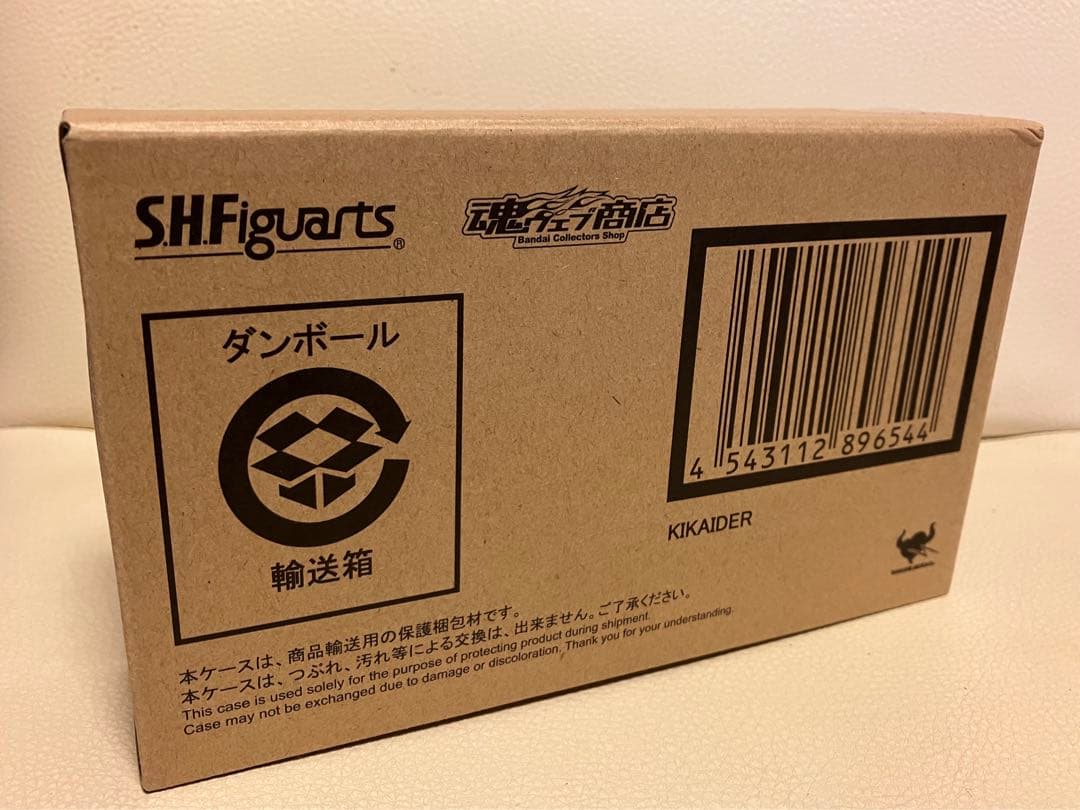 S.H.Figuarts®
魂ウェブ商店
Bandai Collectors Shop
ダンボール
輸送箱
4 543112 896544
KIKAIDER
本ケースは、商品輸送用の保護梱包材です。
本ケースは、つぶれ、汚れ等による交換は、出来ません。ご了承ください。
This case is used solely for the purpose of protecting product during shipment.
Case may not be exchanged due to damage or discoloration. Thank you for your understanding.